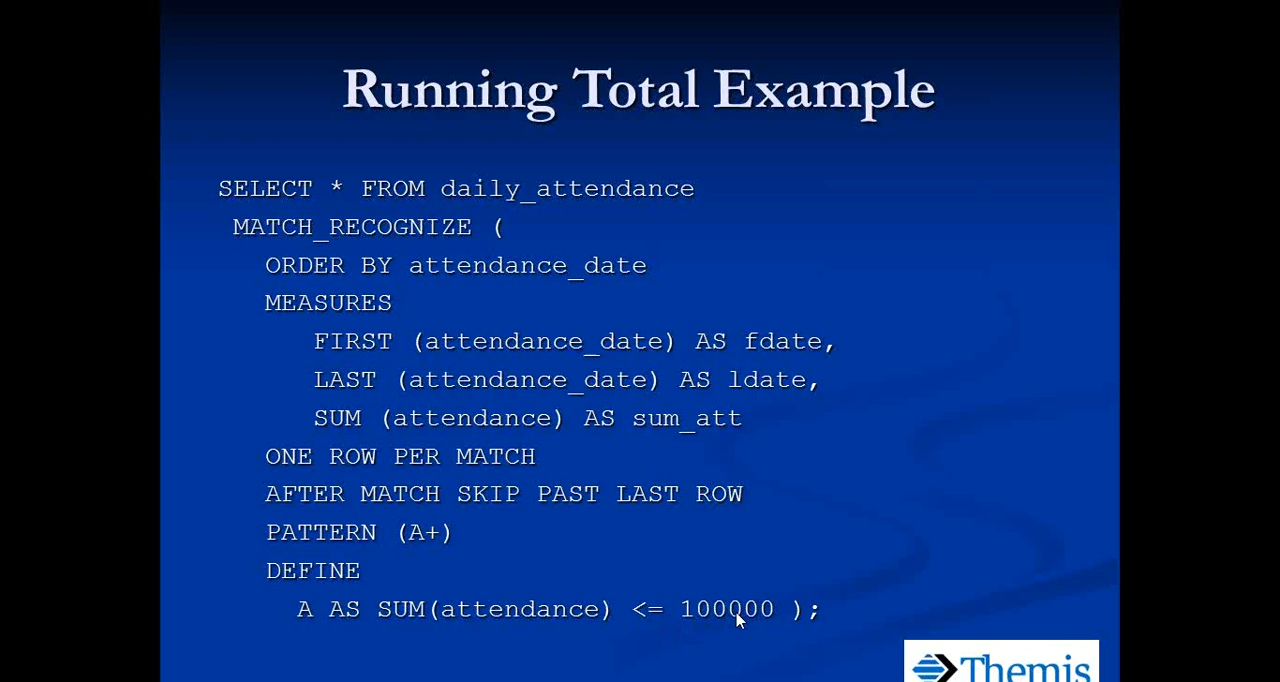 Running Total Example
SELECT * FROM daily_attendance
MATCH_RECOGNIZE (
ORDER BY attendance_date
MEASURES
FIRST (attendance_date) AS fdate,
LAST (attendance_date) AS ldate,
SUM (attendance) AS sum_att
ONE ROW PER MATCH
AFTER MATCH SKIP PAST LAST ROW
PATTERN (A+)
DEFINE
A AS SUM(attendance) <= 100000 );
Themis